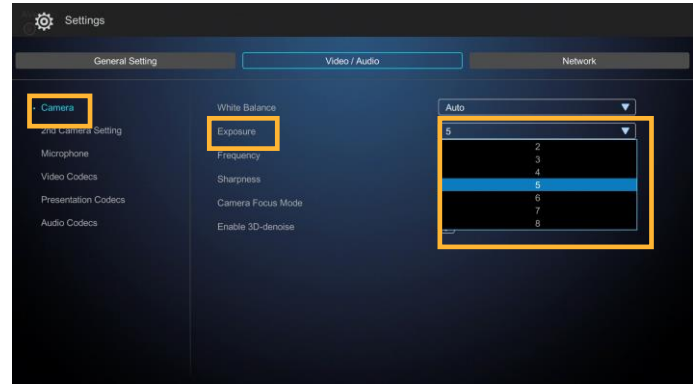 Settings
General Setting
Video / Audio
Network
Camera
White Balance
Auto
2nd Camera Setting
Exposure
5
Microphone
Frequency
2
3
Video Codecs
Sharpness
4
5
Presentation Codecs
Camera Focus Mode
6
7
Audio Codecs
Enable 3D-denoise
8